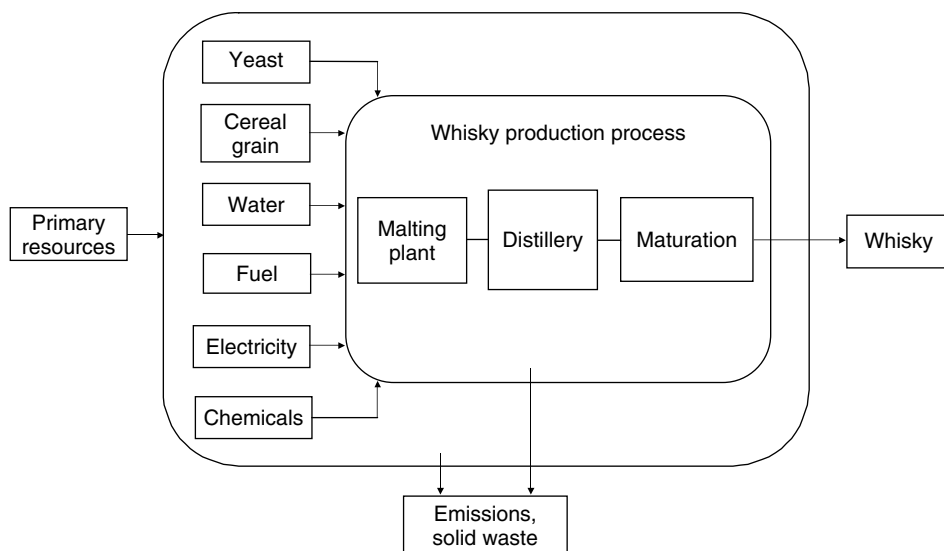 Yeast
Cereal
grain
Water
Fuel
Electricity
Chemicals
Primary
resources
Whisky production process
Malting
plant
Distillery
Maturation
Whisky
Emissions,
solid waste